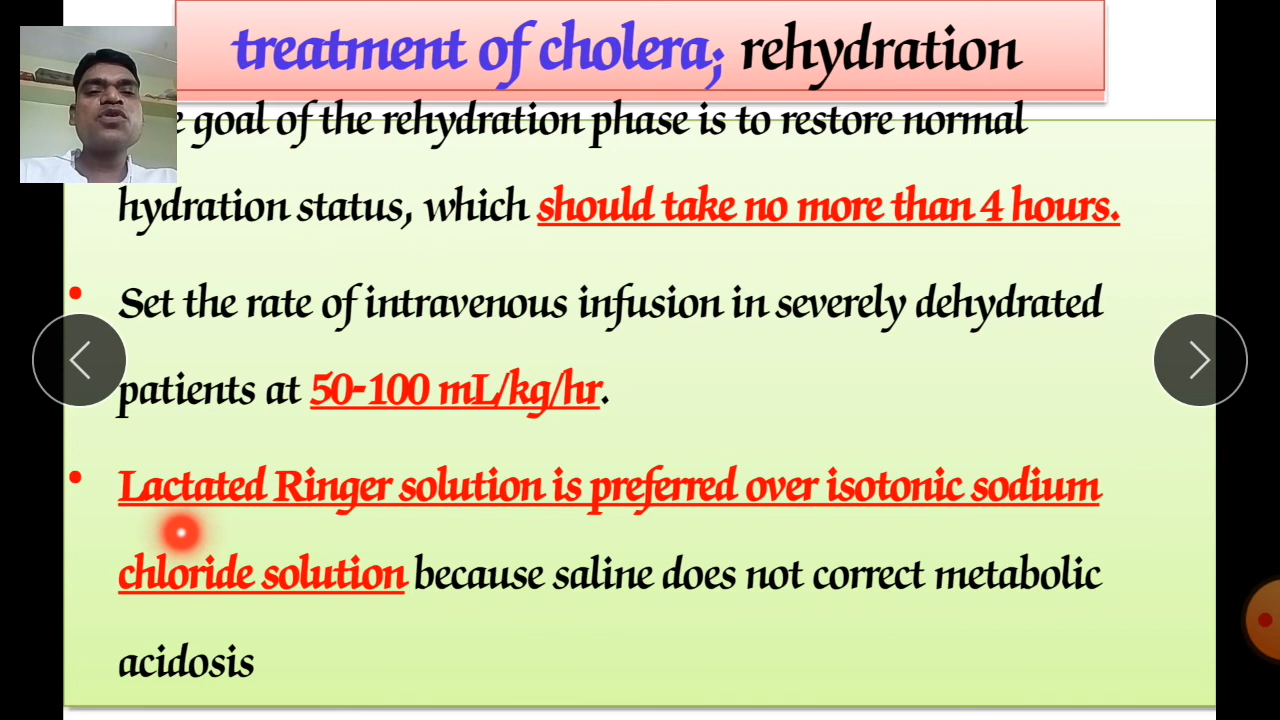 treatment of cholera; rehydration
goal of the rehydration phase is to restore normal
hydration status, which should take no more than 4 hours.
• Set the rate of intravenous infusion in severely dehydrated
patients at 50-100 mL/kg/hr.
• Lactated Ringer solution is preferred over isotonic sodium
chloride solution because saline does not correct metabolic
acidosis